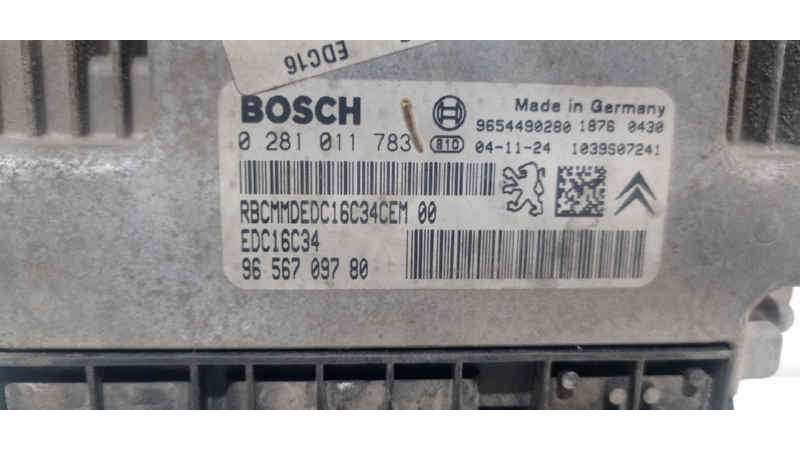 EDC16
BOSCH
Made in Germany
9654490280 1876 0430
0 281 011 783
810 04-11-24 1039S07241
RBCMMDEDC16C34CEM 00
EDC16C34
96 567 097 80